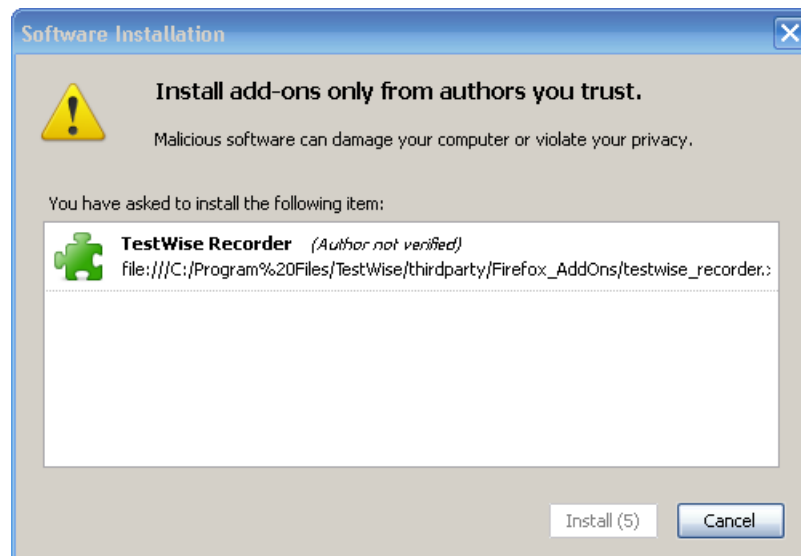 Software Installation
Install add-ons only from authors you trust.
Malicious software can damage your computer or violate your privacy.
You have asked to install the following item:
TestWise Recorder (Author not verified)
file:///C:/Program%20Files/TestWise/thirdparty/Firefox_AddOns/testwise_recorder.
Install (5)
Cancel